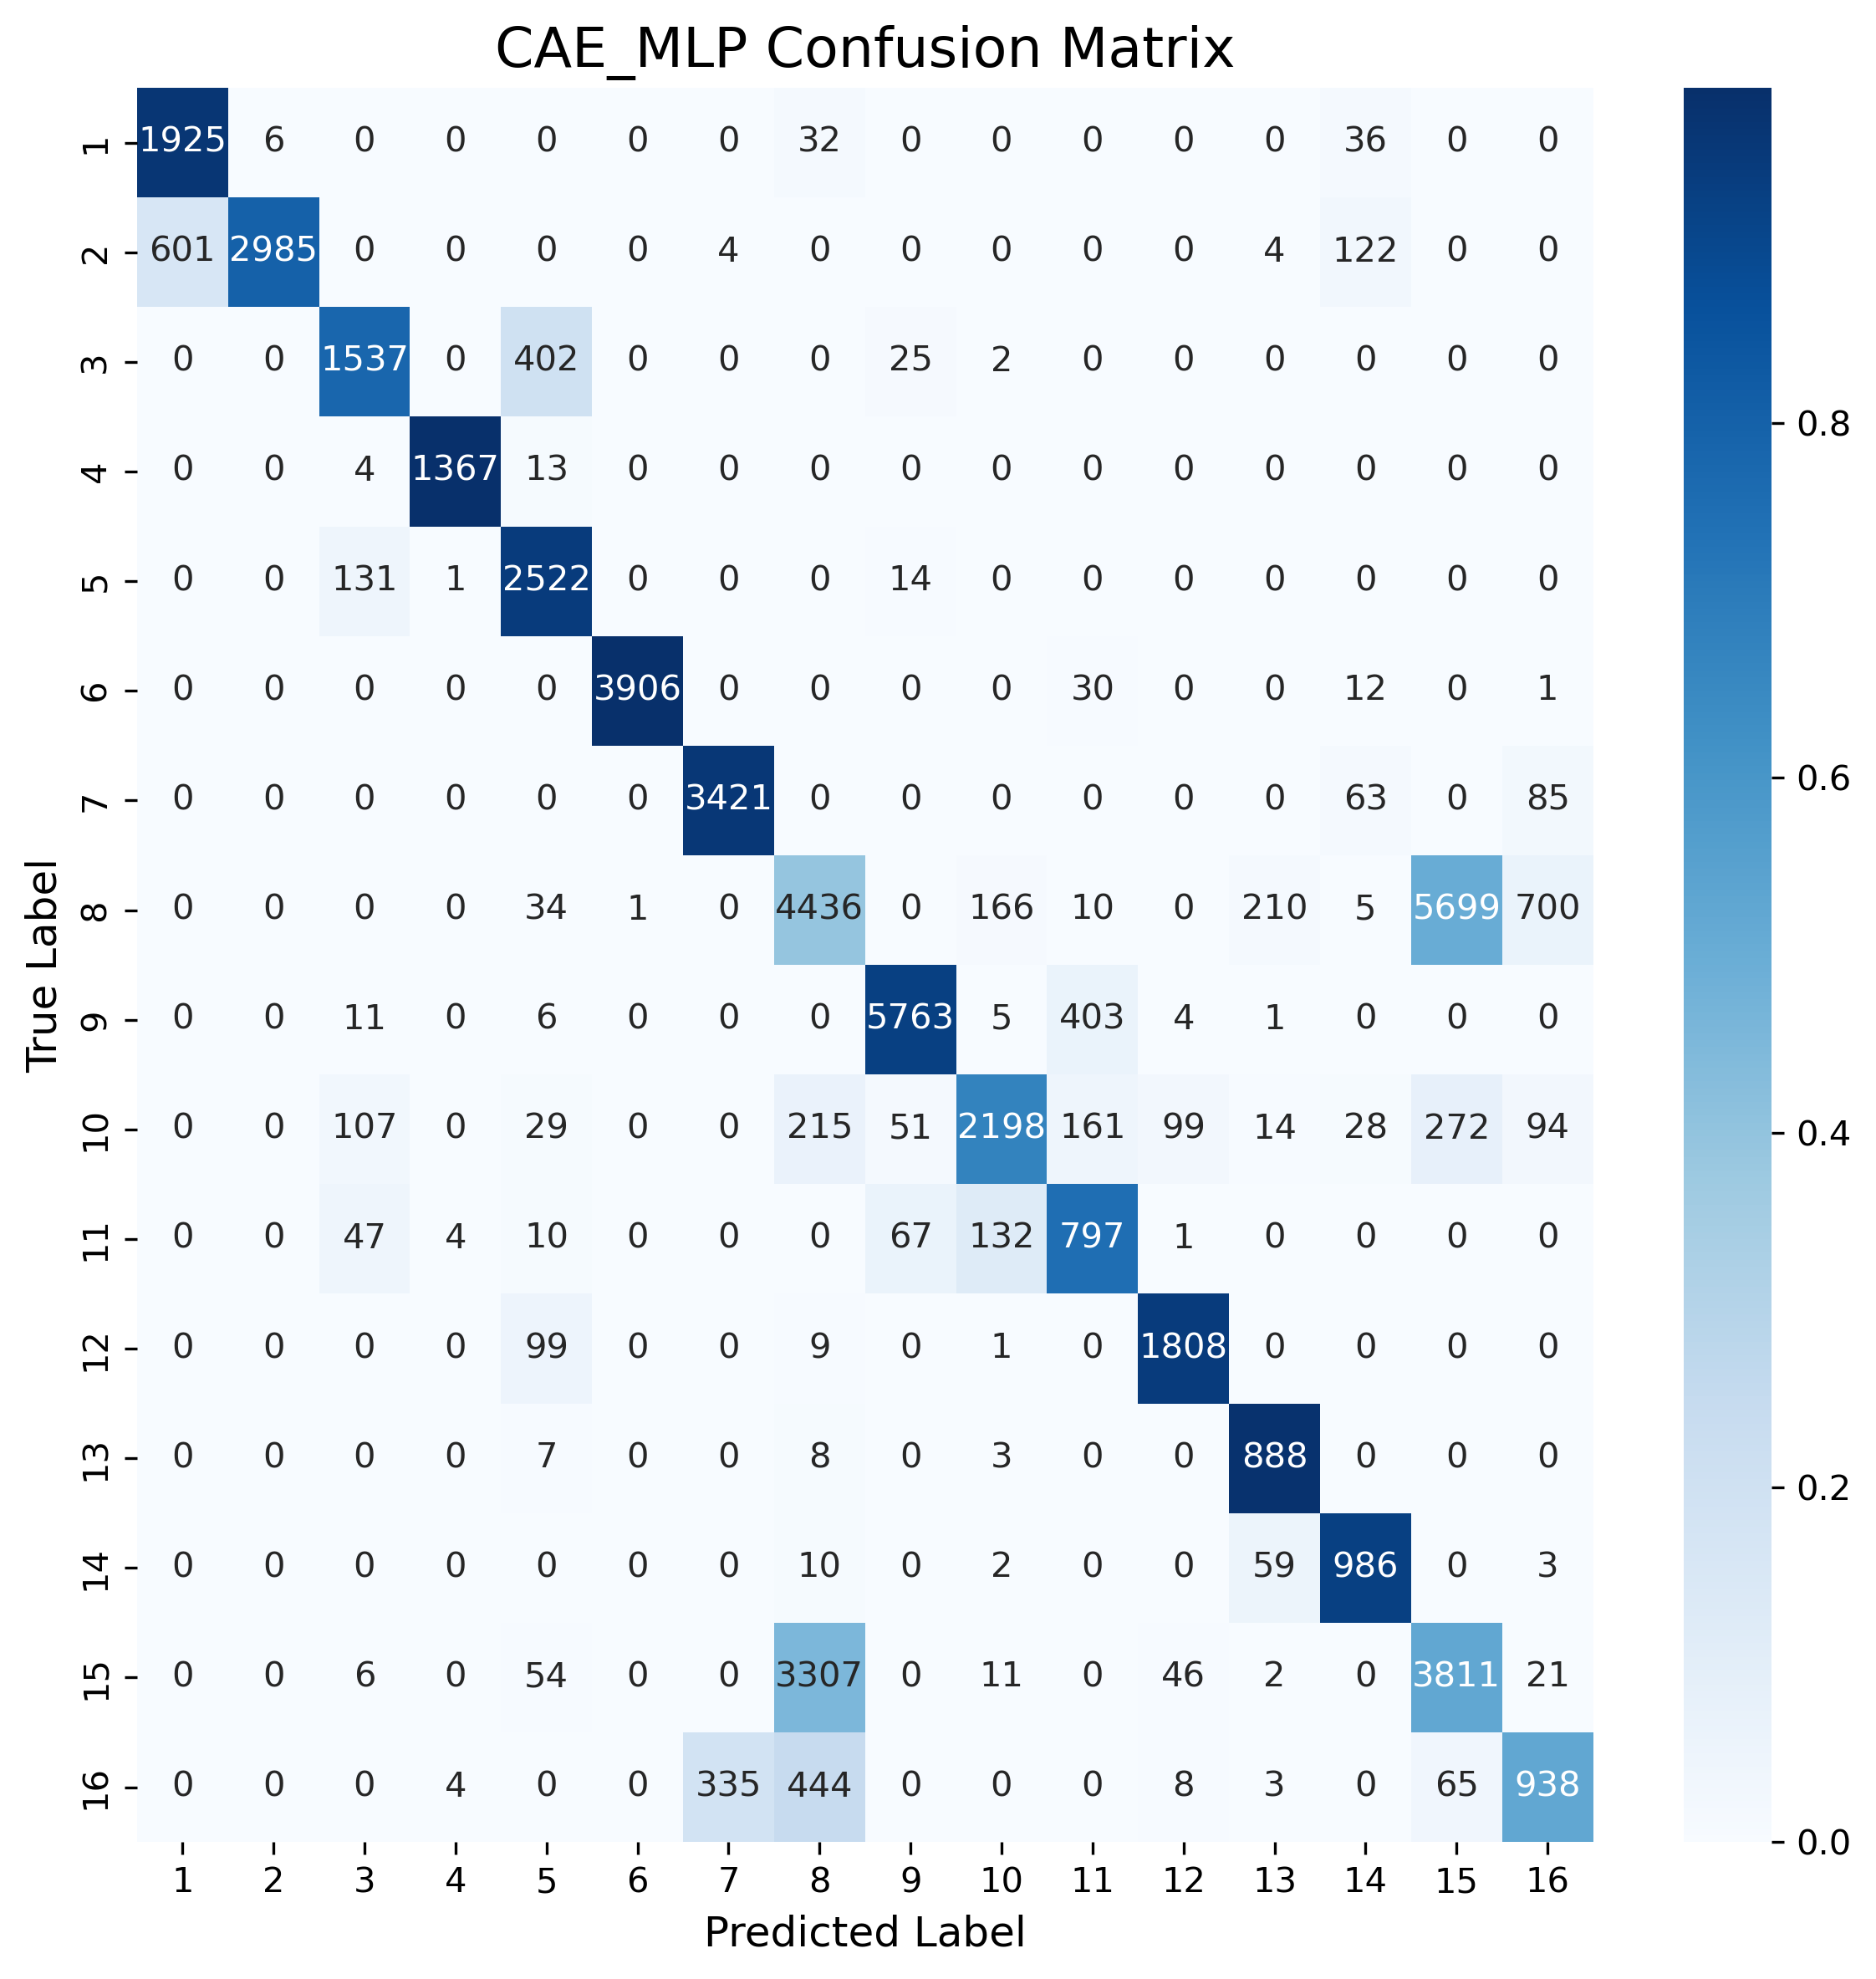 CAE_MLP Confusion Matrix
1 1925 6 0 0 0 0 0 32 0 0 0 0 0 36 0 0
2 601 2985 0 0 0 0 4 0 0 0 0 0 4 122 0 0
3 0 0 1537 0 402 0 0 0 25 2 0 0 0 0 0 0
4 0 0 4 1367 13 0 0 0 0 0 0 0 0 0 0 0
5 0 0 131 1 2522 0 0 0 14 0 0 0 0 0 0 0
6 0 0 0 0 0 3906 0 0 0 0 30 0 0 12 0 1
7 0 0 0 0 0 0 3421 0 0 0 0 0 0 63 0 85
8 0 0 0 0 34 1 0 4436 0 166 10 0 210 5 5699 700
9 0 0 11 0 6 0 0 0 5763 5 403 4 1 0 0 0
10 0 0 107 0 29 0 0 215 51 2198 161 99 14 28 272 94
11 0 0 47 4 10 0 0 0 67 132 797 1 0 0 0 0
12 0 0 0 0 99 0 0 9 0 1 0 1808 0 0 0 0
13 0 0 0 0 7 0 0 8 0 3 0 0 888 0 0 0
14 0 0 0 0 0 0 0 10 0 2 0 0 59 986 0 3
15 0 0 6 0 54 0 0 3307 0 11 0 46 2 0 3811 21
16 0 0 0 4 0 0 335 444 0 0 0 8 3 0 65 938
1 2 3 4 5 6 7 8 9 10 11 12 13 14 15 16
True Label
Predicted Label
0.8
0.6
0.4
0.2
0.0